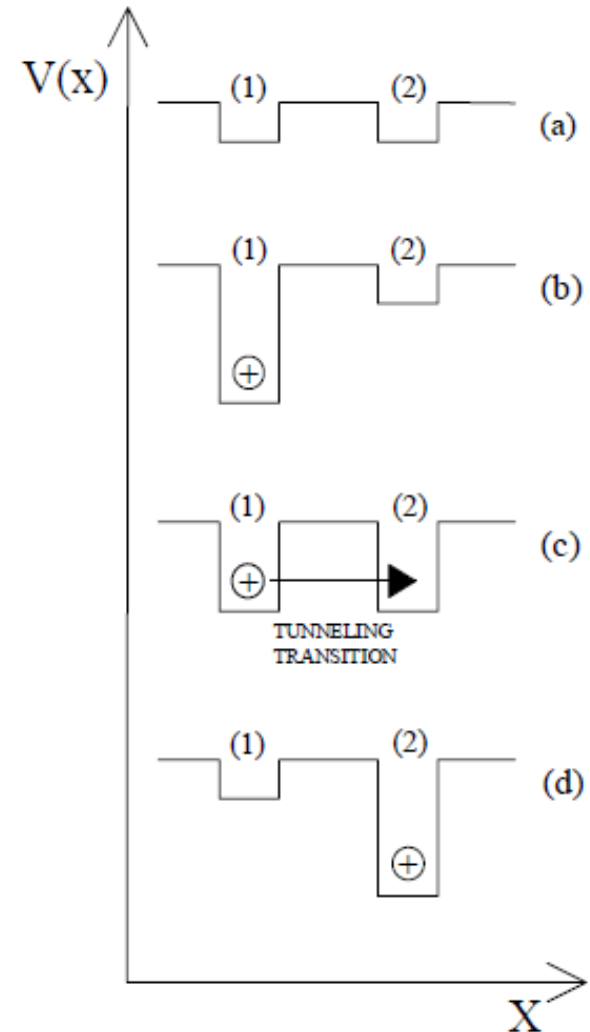 V(x)
(1) (2)
(a)
(1) (2)
(b)
+
(1) (2)
(c)
+
TUNNELING
TRANSITION
(1) (2)
(d)
+
X